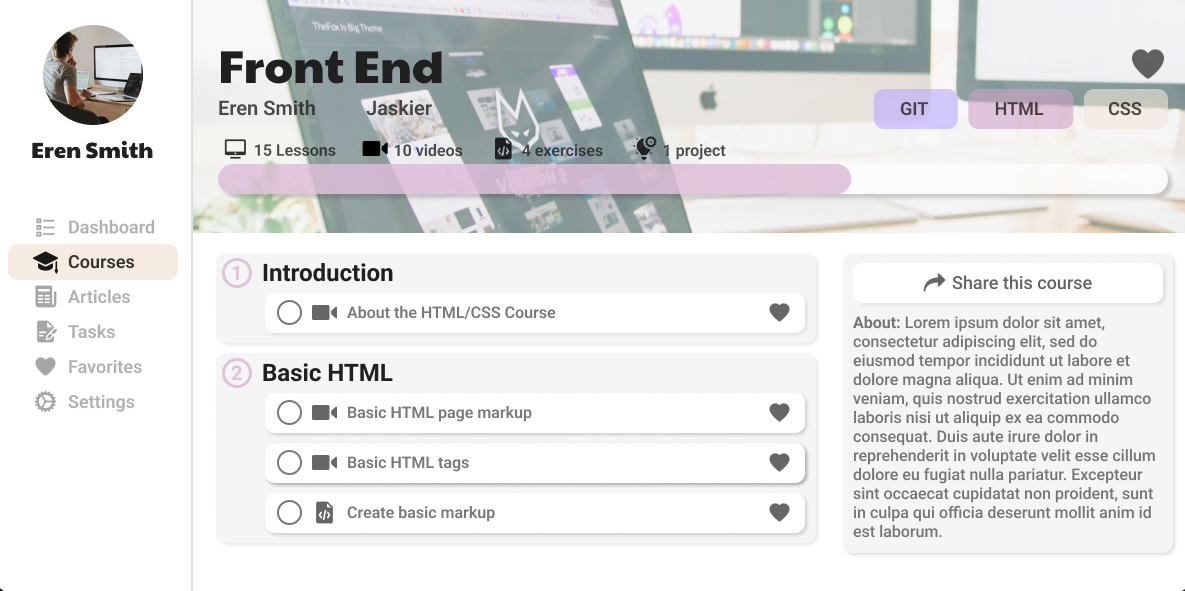 Eren Smith
Dashboard
Courses
Articles
Tasks
Favorites
Settings
TheFox Is Big Theme
Front End
Eren Smith Jaskier
GIT HTML CSS
15 Lessons 10 videos 4 exercises 1 project
VERSION 2
1 Introduction
About the HTML/CSS Course
2 Basic HTML
Basic HTML page markup
Basic HTML tags
Create basic markup
Share this course
About: Lorem ipsum dolor sit amet,
consectetur adipiscing elit, sed do
eiusmod tempor incididunt ut labore et
dolore magna aliqua. Ut enim ad minim
veniam, quis nostrud exercitation ullamco
laboris nisi ut aliquip ex ea commodo
consequat. Duis aute irure dolor in
reprehenderit in voluptate velit esse cillum
dolore eu fugiat nulla pariatur. Excepteur
sint occaecat cupidatat non proident, sunt
in culpa qui officia deserunt mollit anim id
est laborum.